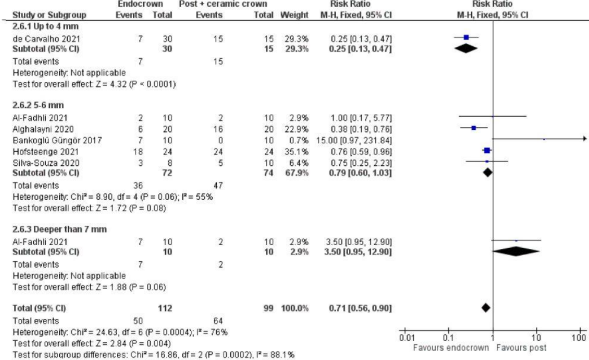 Endocrown Post + ceramic crown Risk Ratio Risk Ratio
Study or Subgroup Events Total Events Total Weight M-H, Fixed, 95% CI M-H, Fixed, 95% CI
2.6.1 Up to 4 mm
de Carvalho 2021 7 30 15 15 29.3% 0.25 [0.13, 0.47]
Subtotal (95% CI) 30 15 29.3% 0.25 [0.13, 0.47]
Total events 7 15
Heterogeneity: Not applicable
Test for overall effect: Z = 4.32 (P < 0.0001)
2.6.2 5-6 mm
Al-Fadhli 2021 2 10 2 10 2.9% 1.00 [0.17, 5.77]
Alghalayni 2020 6 20 16 20 22.9% 0.38 [0.19, 0.76]
Bankoglu Güngör 2017 7 10 0 10 0.7% 15.00 [0.97, 231.84]
Hofsteenge 2021 18 24 24 24 35.1% 0.76 [0.59, 0.96]
Silva-Souza 2020 3 8 5 10 6.4% 0.75 [0.25, 2.23]
Subtotal (95% CI) 72 74 67.9% 0.79 [0.60, 1.03]
Total events 36 47
Heterogeneity: Chi² = 8.90, df = 4 (P = 0.06); I² = 55%
Test for overall effect: Z = 1.72 (P = 0.08)
2.6.3 Deeper than 7 mm
Al-Fadhli 2021 7 10 2 10 2.9% 3.50 [0.95, 12.90]
Subtotal (95% CI) 10 10 2.9% 3.50 [0.95, 12.90]
Total events 7 2
Heterogeneity: Not applicable
Test for overall effect: Z = 1.88 (P = 0.06)
Total (95% CI) 112 99 100.0% 0.71 [0.56, 0.90]
Total events 50 64
Heterogeneity: Chi² = 24.63, df = 6 (P = 0.0004); I² = 76%
Test for overall effect: Z = 2.84 (P = 0.004)
Test for subgroup differences: Chi² = 16.86, df = 2 (P = 0.0002), I² = 88.1%
0.01 0.1 1 10 100
Favours endocrown Favours post